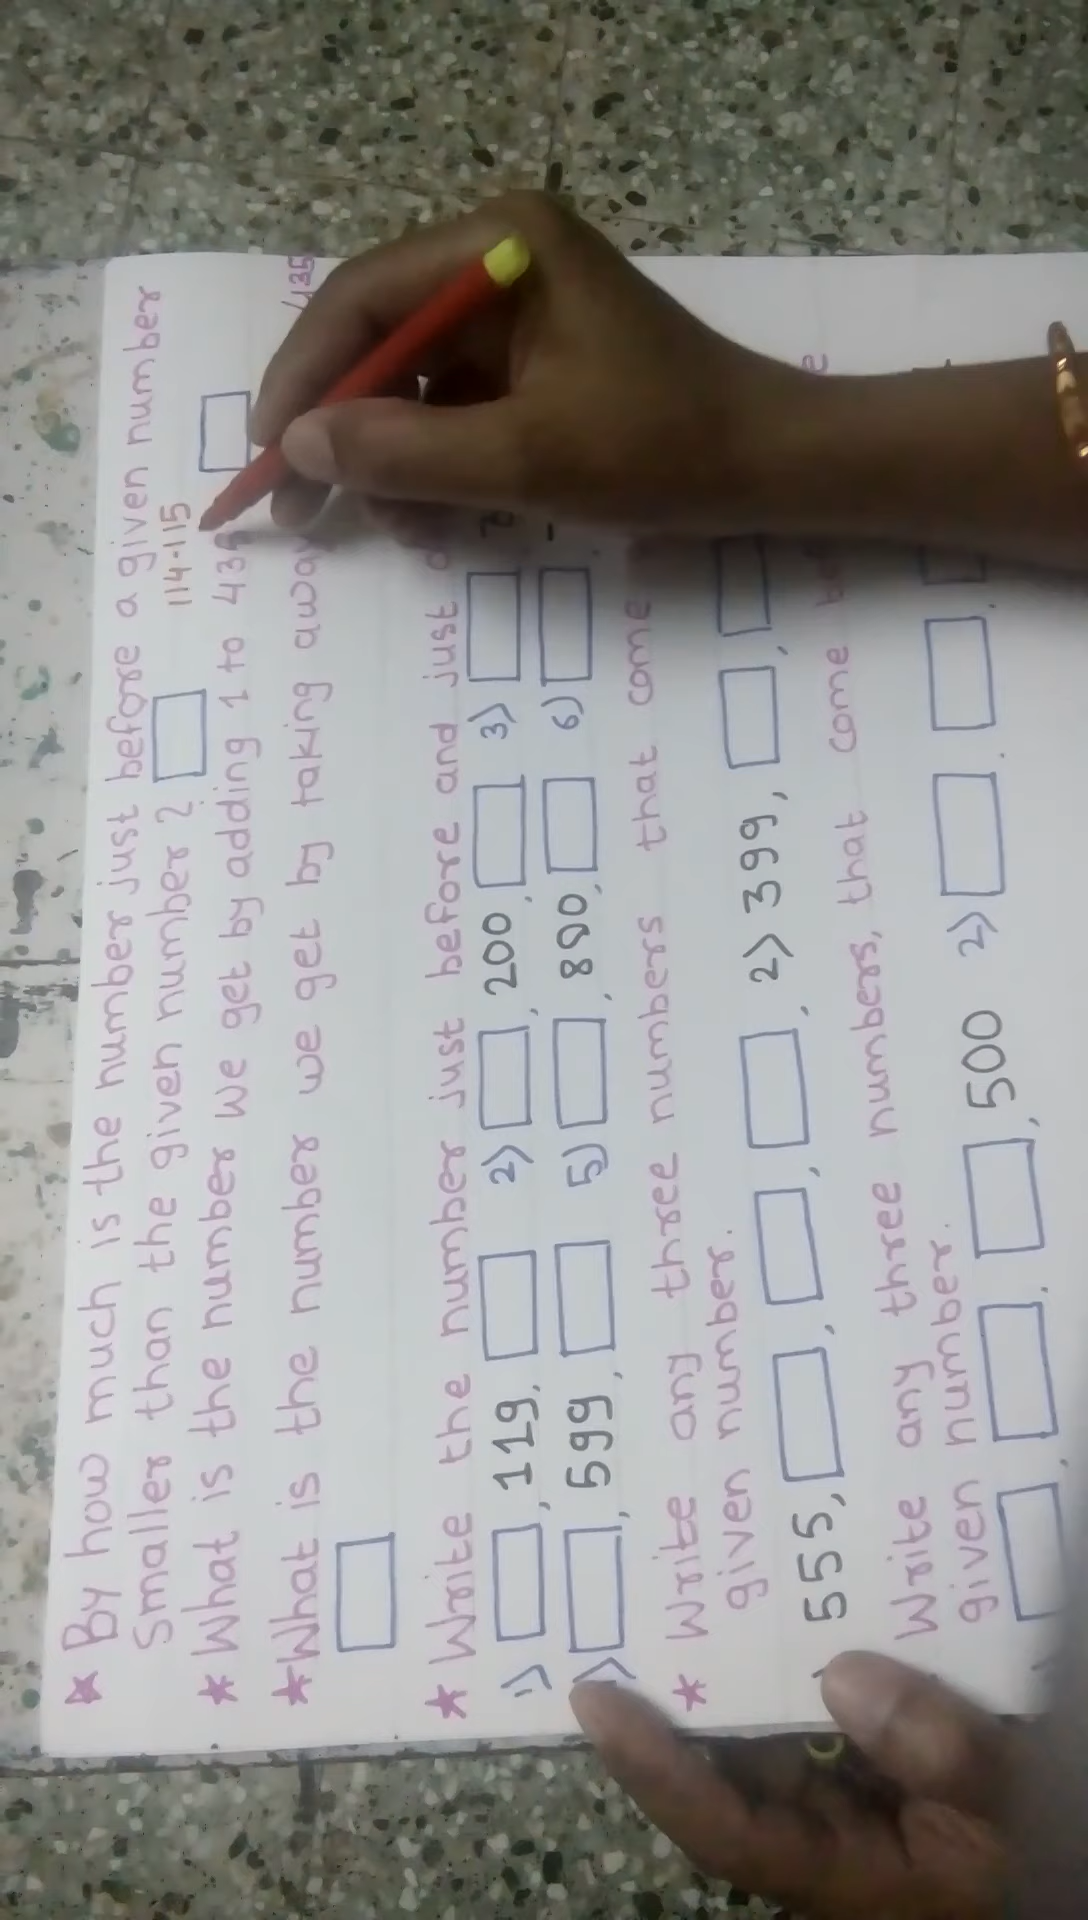 * By how much is the number just before a given number
Smaller than the given number ? 114-115
* What is the number we get by adding 1 to 435
* What is the number we get by taking away 435
* Write the number just before and just
1) , 119, 2) , 200, 3)
, 599, 5) , 800, 6)
* Write any three numbers that come
given number.
555, , , . 2) 399, ,
Write any three numbers, that come
given number.
, , , 500 2) , ,